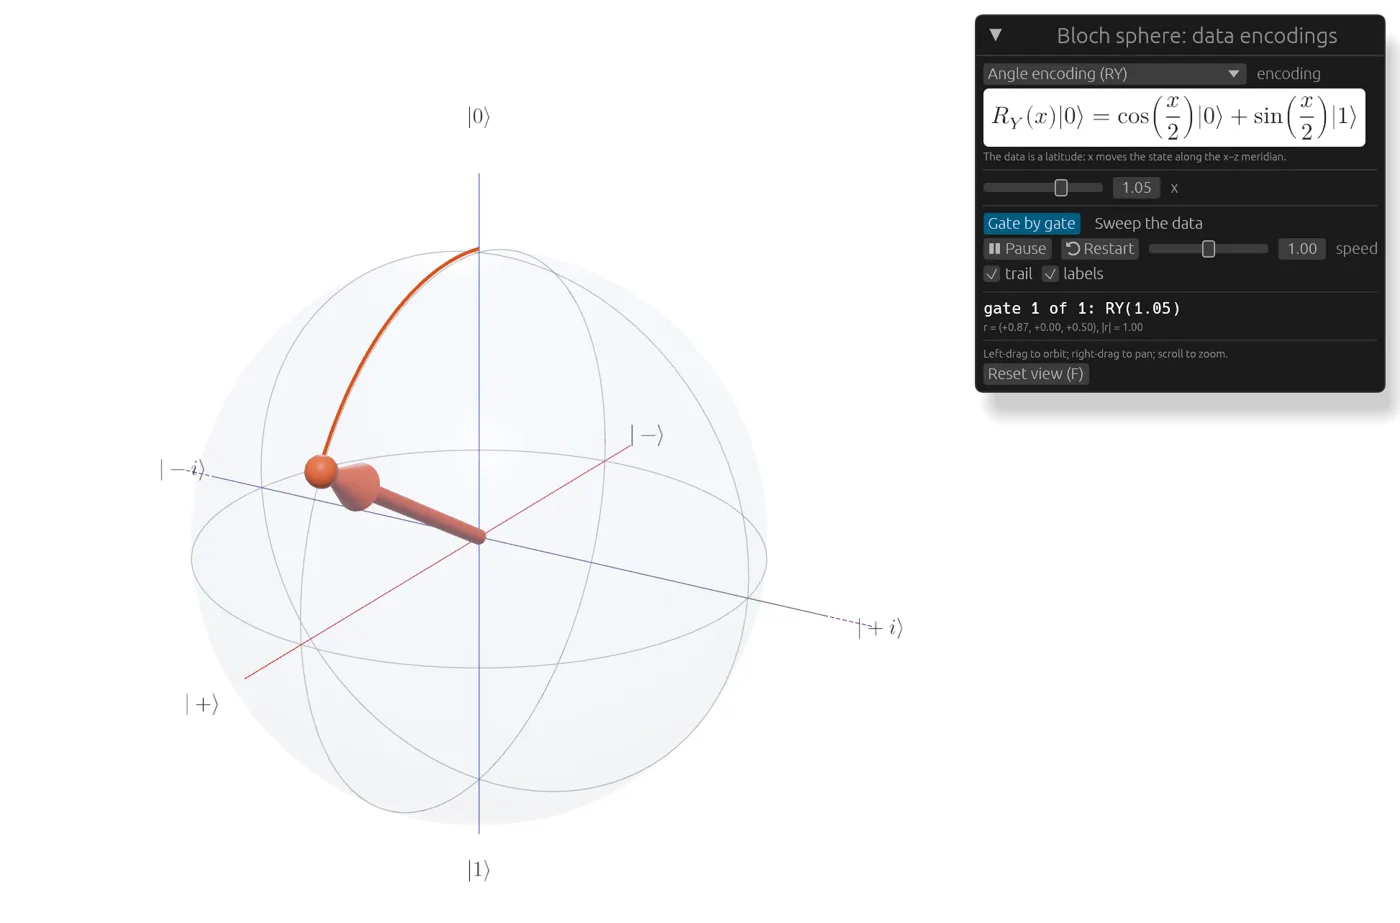 |0⟩
|−⟩
|−i⟩
|+i⟩
|+⟩
|1⟩
▼ Bloch sphere: data encodings
Angle encoding (RY) ▼ encoding
R_Y(x)|0⟩ = cos(x/2)|0⟩ + sin(x/2)|1⟩
The data is a latitude: x moves the state along the x–z meridian.
1.05 x
Gate by gate Sweep the data
Pause Restart 1.00 speed
✓ trail ✓ labels
gate 1 of 1: RY(1.05)
r = (+0.87, +0.00, +0.50), |r| = 1.00
Left-drag to orbit; right-drag to pan; scroll to zoom.
Reset view (F)